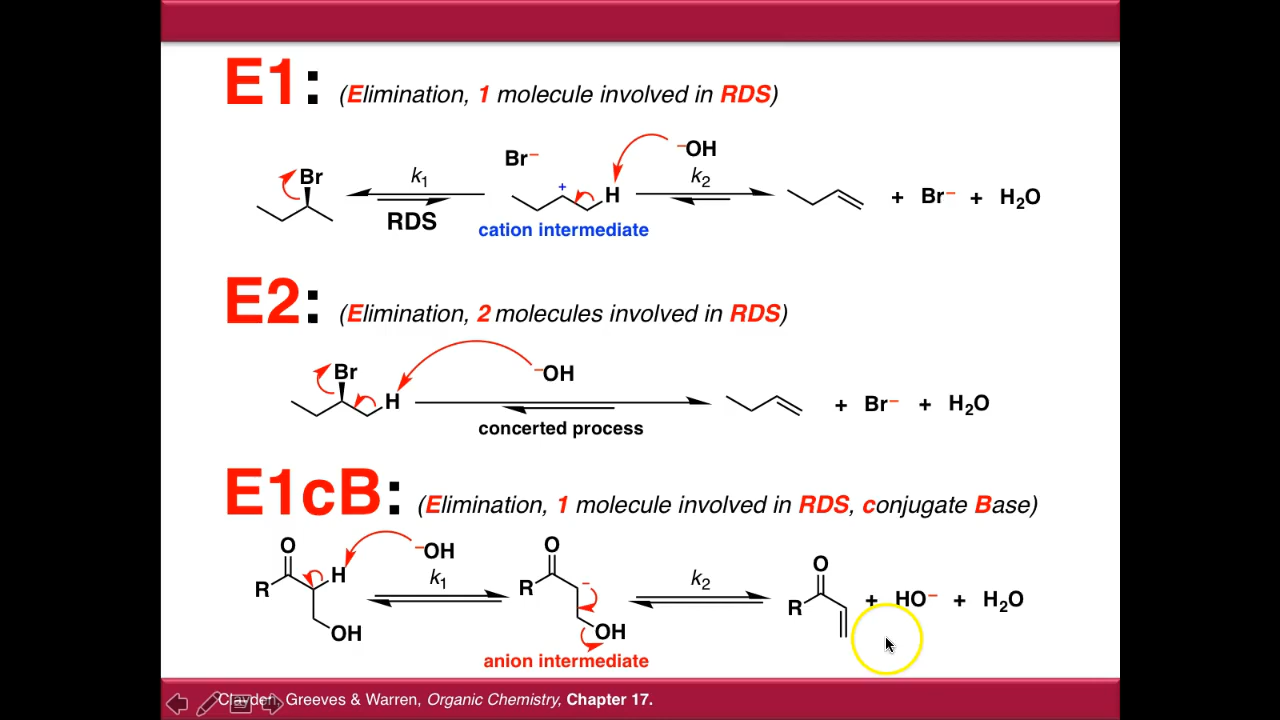 E1: (Elimination, 1 molecule involved in RDS)
Br
k1
RDS
Br−
+
H
−OH
cation intermediate
k2
+ Br− + H2O
E2: (Elimination, 2 molecules involved in RDS)
Br
H
−OH
concerted process
+ Br− + H2O
E1cB: (Elimination, 1 molecule involved in RDS, conjugate Base)
O
R
H
OH
−OH
k1
O
R
−
OH
anion intermediate
k2
O
R
+ HO− + H2O
Clayden, Greeves & Warren, Organic Chemistry, Chapter 17.